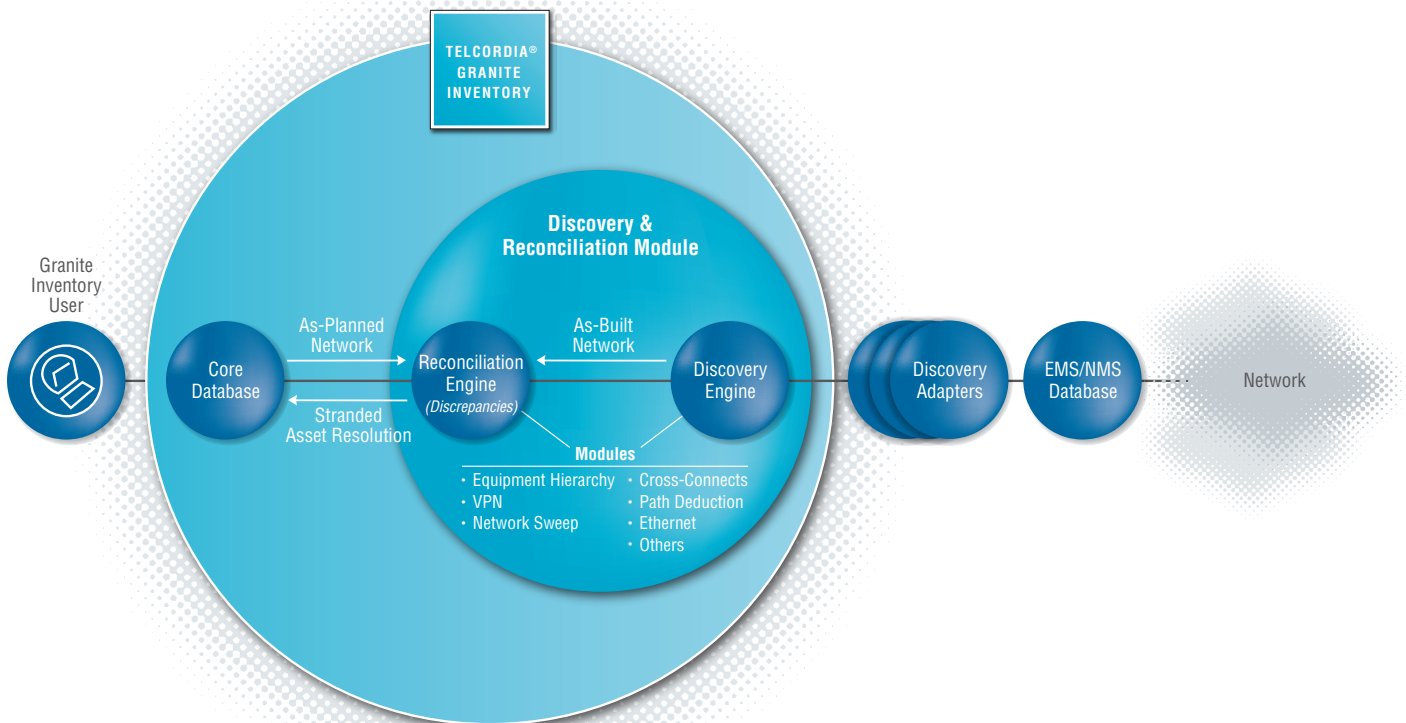 TELCORDIA®
GRANITE
INVENTORY
Discovery &
Reconciliation Module
Granite
Inventory
User
As-Planned
Network
As-Built
Network
Core
Database
Reconciliation
Engine
(Discrepancies)
Discovery
Engine
Discovery
Adapters
EMS/NMS
Database
Network
Stranded
Asset Resolution
Modules
• Equipment Hierarchy
• VPN
• Network Sweep
• Cross-Connects
• Path Deduction
• Ethernet
• Others